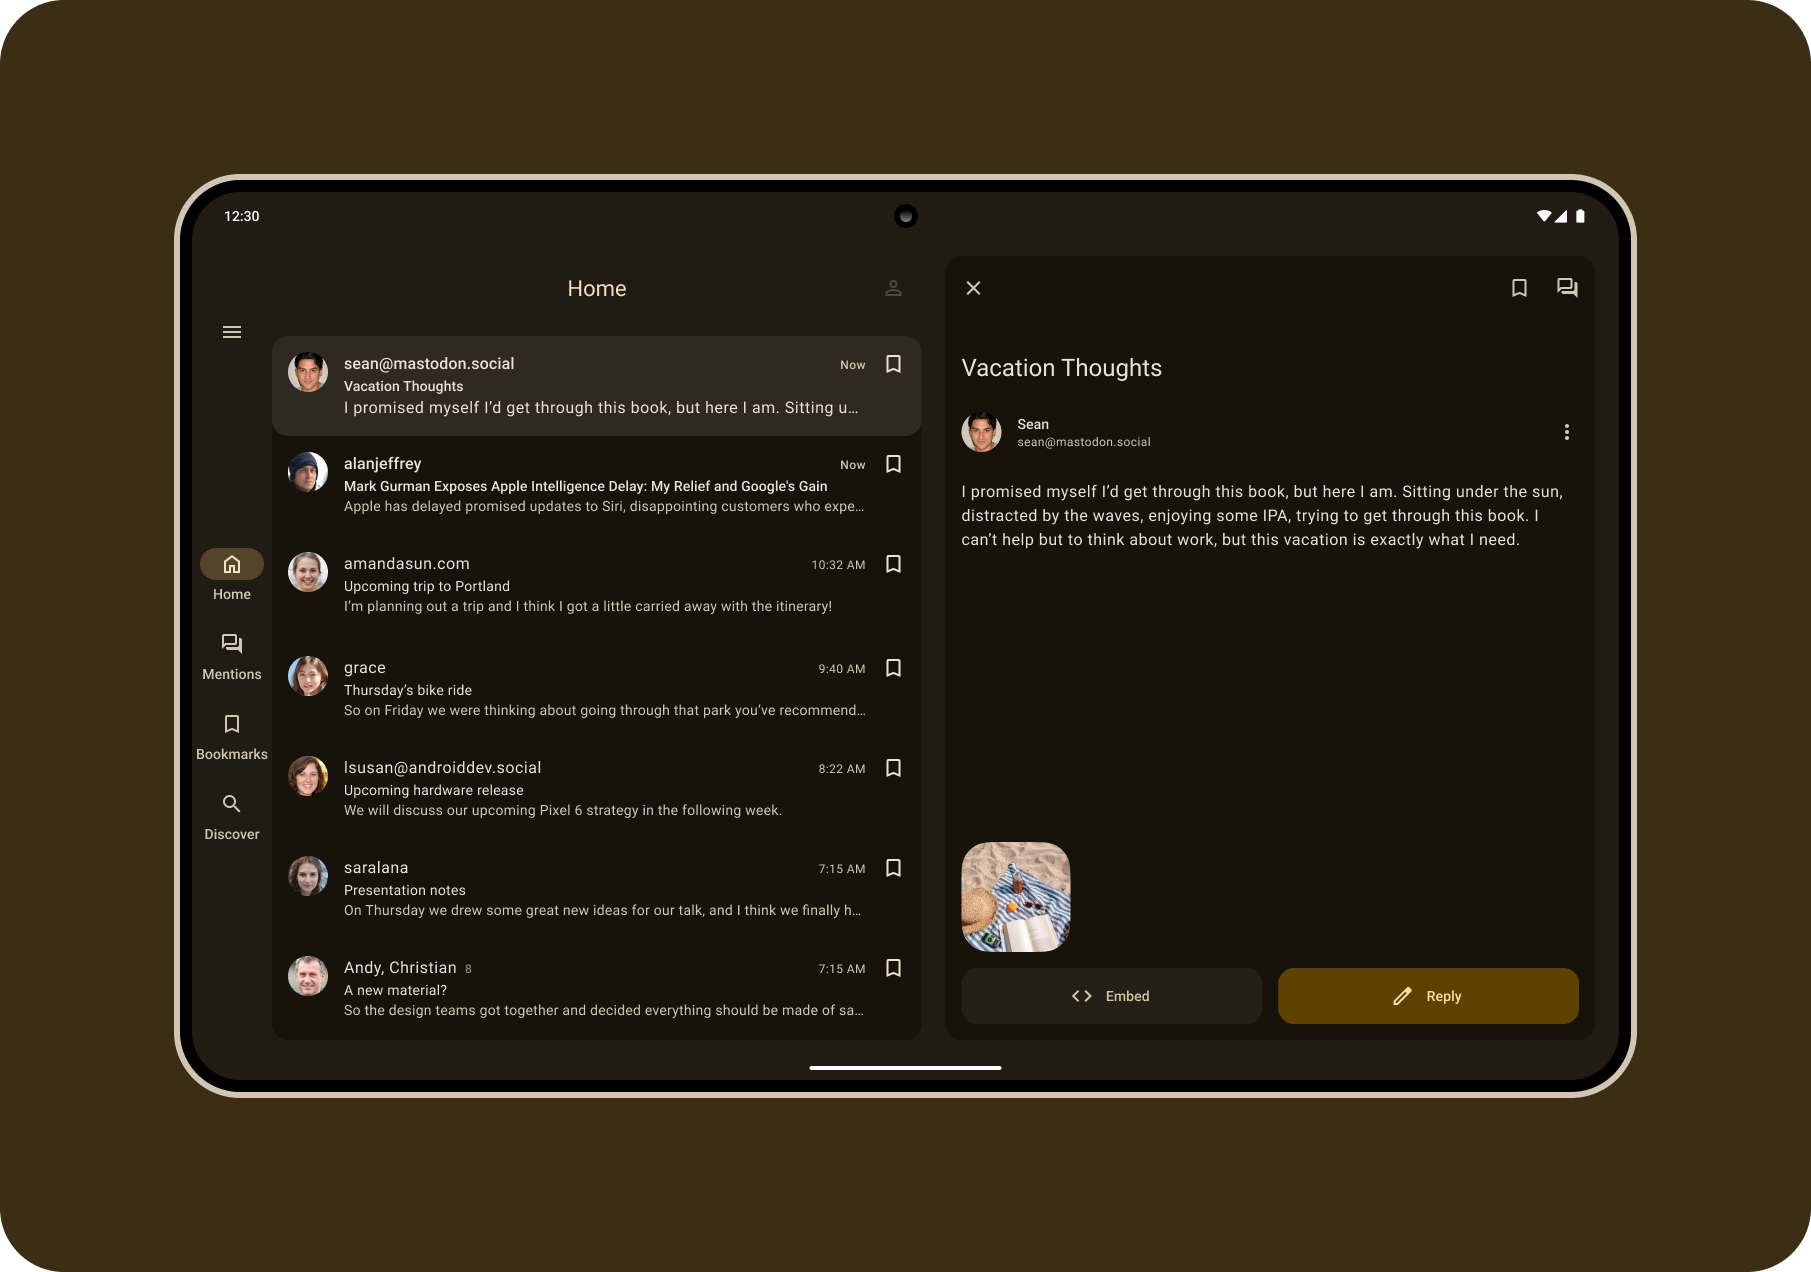 12:30
Home
Home
Mentions
Bookmarks
Discover
sean@mastodon.social
Now
Vacation Thoughts
I promised myself I’d get through this book, but here I am. Sitting u…
alanjeffrey
Now
Mark Gurman Exposes Apple Intelligence Delay: My Relief and Google's Gain
Apple has delayed promised updates to Siri, disappointing customers who expe…
amandasun.com
10:32 AM
Upcoming trip to Portland
I’m planning out a trip and I think I got a little carried away with the itinerary!
grace
9:40 AM
Thursday’s bike ride
So on Friday we were thinking about going through that park you’ve recommend…
lsusan@androiddev.social
8:22 AM
Upcoming hardware release
We will discuss our upcoming Pixel 6 strategy in the following week.
saralana
7:15 AM
Presentation notes
On Thursday we drew some great new ideas for our talk, and I think we finally h…
Andy, Christian 8
7:15 AM
A new material?
So the design teams got together and decided everything should be made of sa…
Vacation Thoughts
Sean
sean@mastodon.social
I promised myself I’d get through this book, but here I am. Sitting under the sun,
distracted by the waves, enjoying some IPA, trying to get through this book. I
can’t help but to think about work, but this vacation is exactly what I need.
Embed
Reply